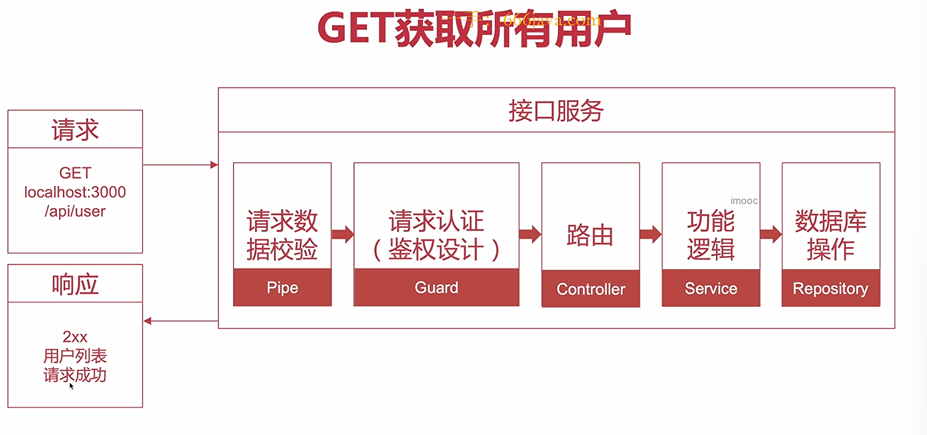 GET获取所有用户
请求
GET
localhost:3000
/api/user
响应
2xx
用户列表
请求成功
接口服务
请求数
据校验
Pipe
请求认证
（鉴权设计）
Guard
路由
Controller
imooc
功能
逻辑
Service
数据库
操作
Repository